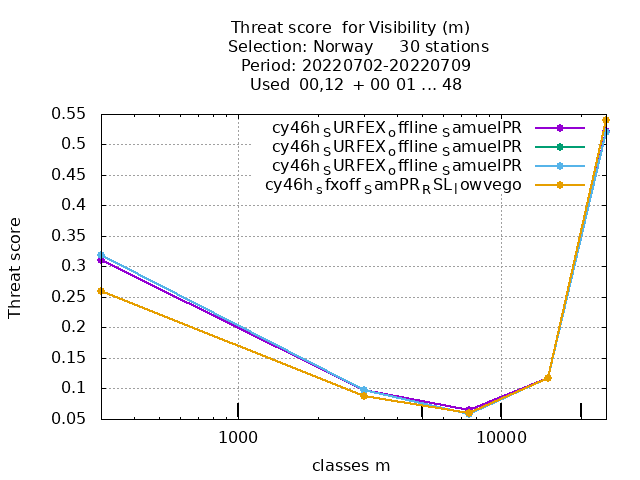 Threat score for Visibility (m)
Selection: Norway 30 stations
Period: 20220702-20220709
Used 00,12 + 00 01 ... 48
cy46h_SURFEX_offline_SamuelPR
cy46h_SURFEX_offline_SamuelPR
cy46h_SURFEX_offline_SamuelPR
cy46h_sfxoff_SamPR_RSL_lowvego
0.55
0.5
0.45
0.4
0.35
0.3
0.25
0.2
0.15
0.1
0.05
Threat score
1000 10000
classes m